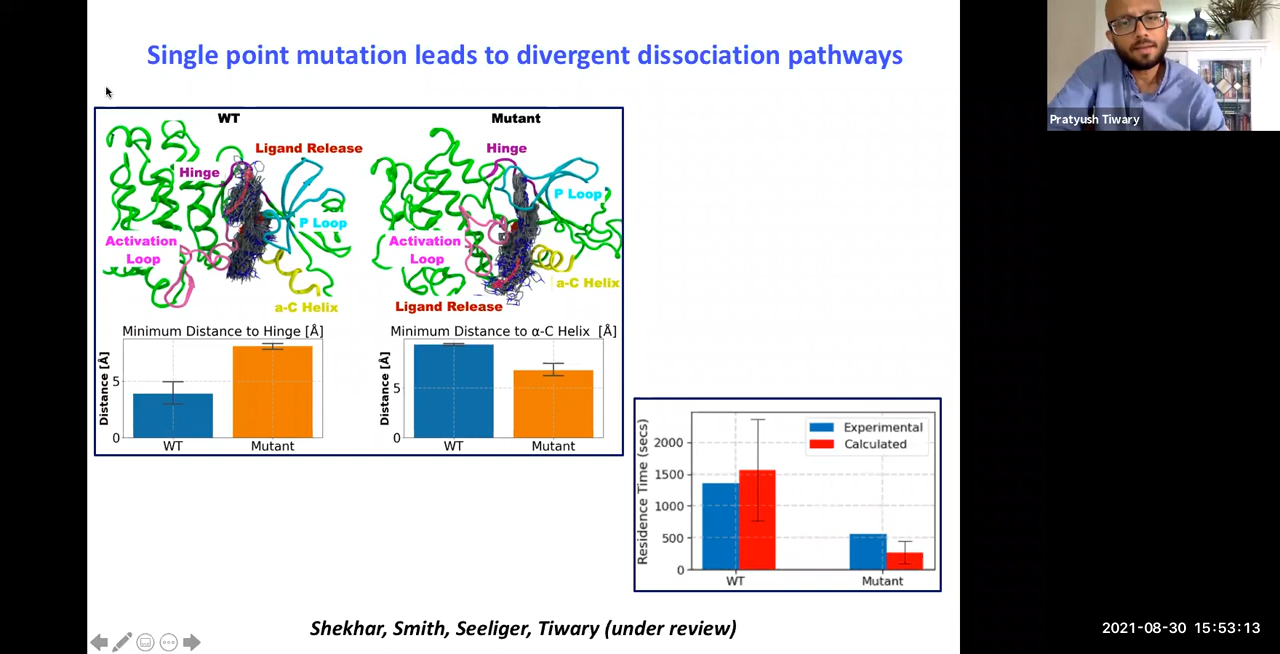 Single point mutation leads to divergent dissociation pathways
WT
Ligand Release
Hinge
P Loop
Activation
Loop
a-C Helix
Mutant
Hinge
P Loop
Activation
Loop
a-C Helix
Ligand Release
Minimum Distance to Hinge [Å]
Distance [Å]
5
0
WT
Mutant
Minimum Distance to α-C Helix [Å]
Distance [Å]
5
0
WT
Mutant
Residence Time (secs)
2000
1500
1000
500
0
Experimental
Calculated
WT
Mutant
Shekhar, Smith, Seeliger, Tiwary (under review)
Pratyush Tiwary
2021-08-30 15:53:13